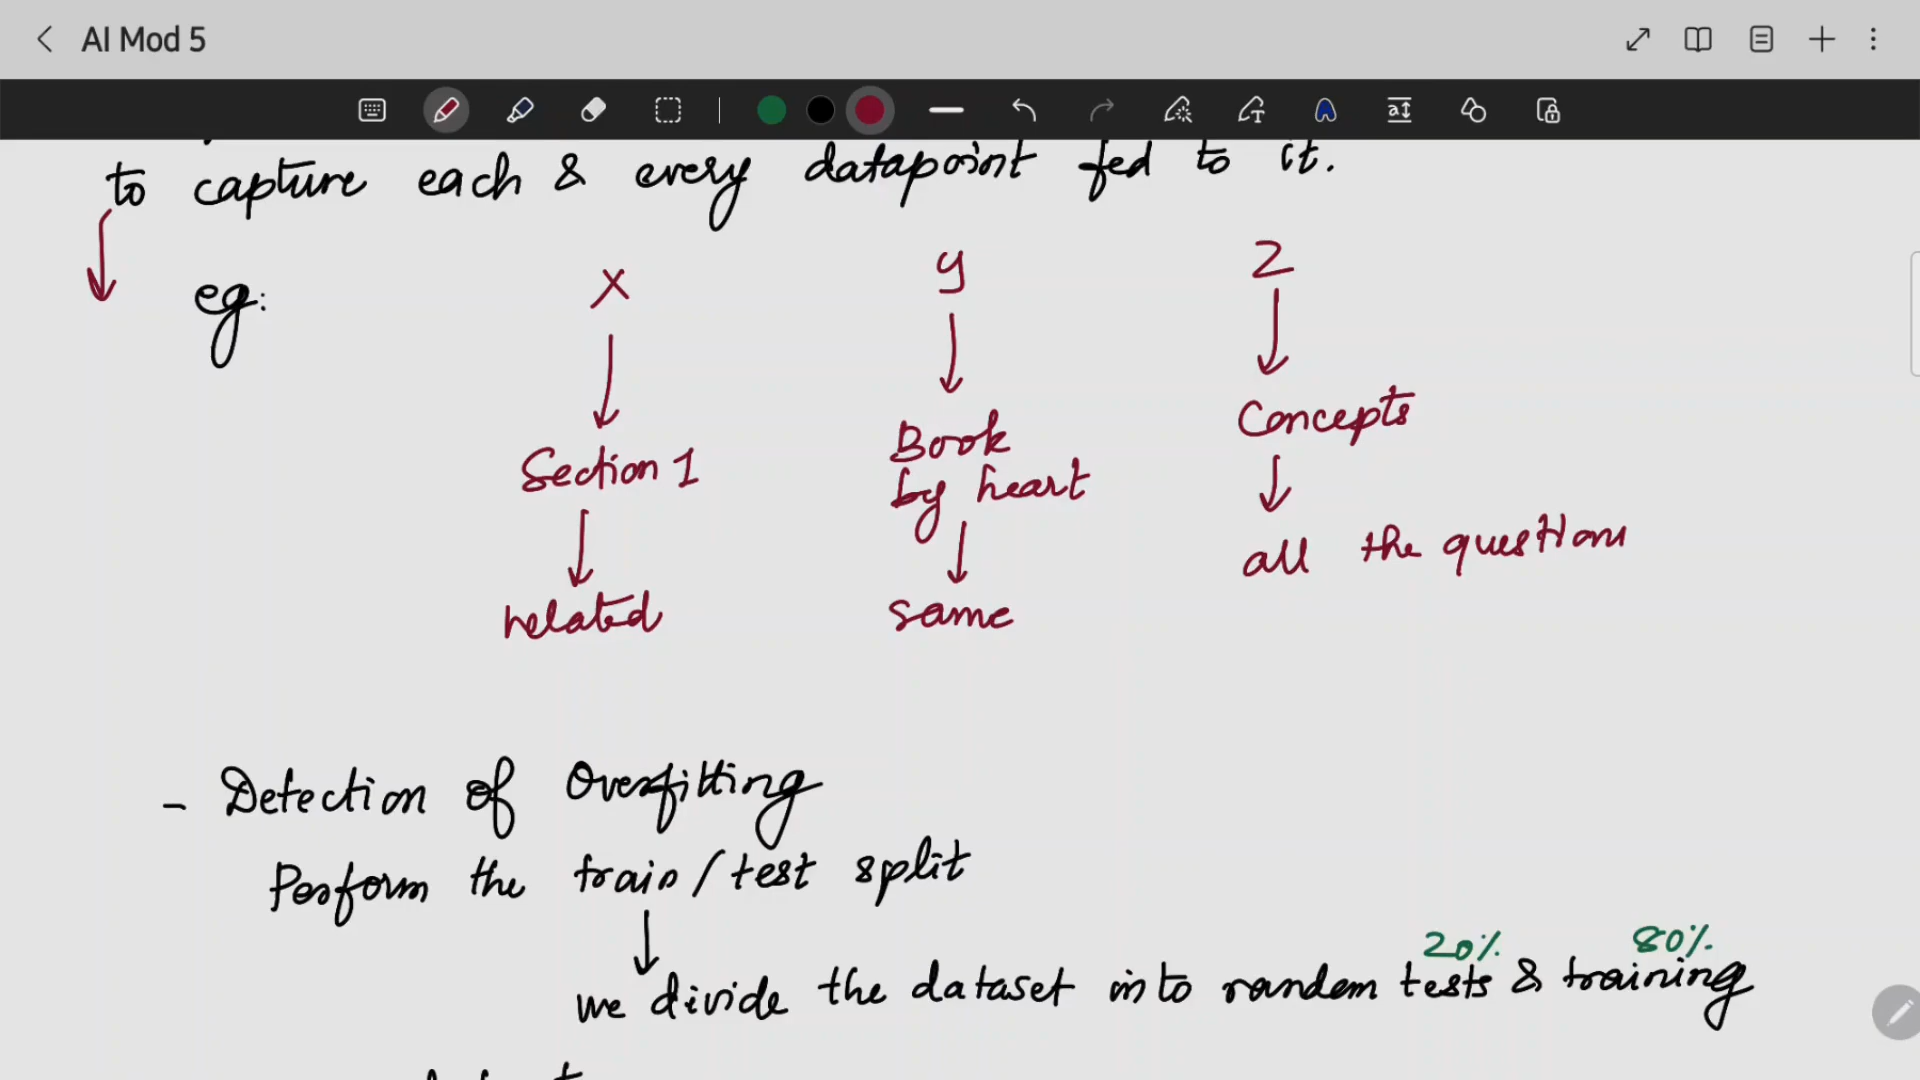 AI Mod 5
to capture each & every datapoint fed to it.
eg:
X y Z
Section 1 Book by heart Concepts
related same all the questions
- Detection of Overfitting
Perform the train/test split
20% 80%
we divide the dataset into random tests & training